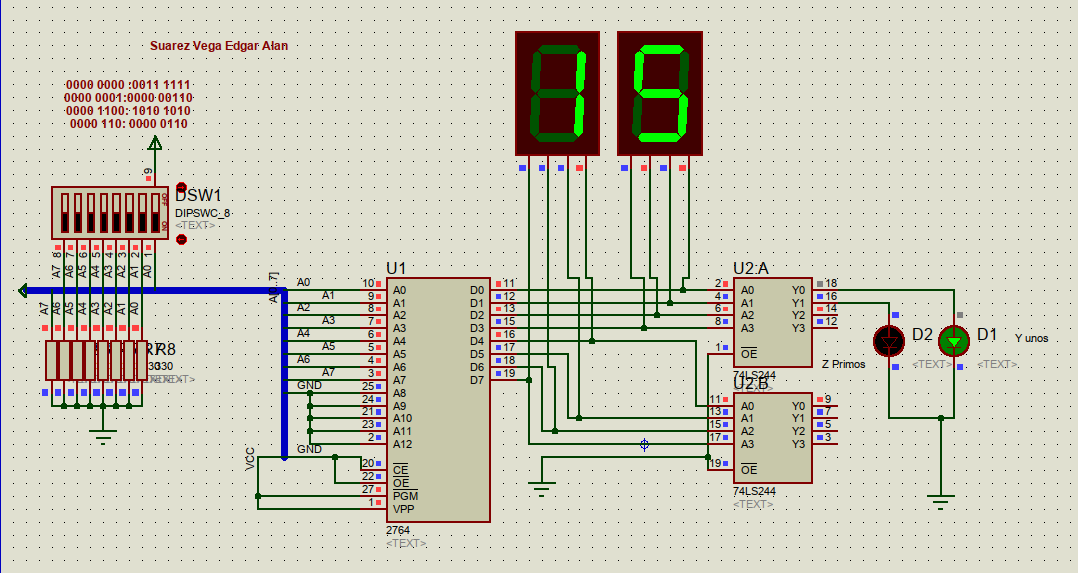 Suarez Vega Edgar Alan
0000 0000 :0011 1111
0000 0001:0000 00110
0000 1100: 1010 1010
0000 110: 0000 0110
15
9
DSW1
OFF
ON
DIPSWC_8
<TEXT>
8 7 6 5 4 3 2 1
A7 A6 A5 A4 A3 A2 A1 A0
A7 A6 A5 A4 A3 A2 A1 A0
R8
330
<TEXT>
U1
A0 10 A0 D0 11
A1 9 A1 D1 12
A2 8 A2 D2 13
A3 7 A3 D3 15
A4 6 A4 D4 16
A5 5 A5 D5 17
A6 4 A6 D6 18
A7 3 A7 D7 19
GND 25 A8
24 A9
21 A10
23 A11
2 A12
VCC
GND
20 CE
22 OE
27 PGM
1 VPP
2764
<TEXT>
U2:A
2 A0 Y0 18
4 A1 Y1 16
6 A2 Y2 14
8 A3 Y3 12
1 OE
74LS244
U2:B
11 A0 Y0 9
13 A1 Y1 7
15 A2 Y2 5
17 A3 Y3 3
19 OE
74LS244
<TEXT>
D2
<TEXT>
Z Primos
D1
<TEXT>
Y unos